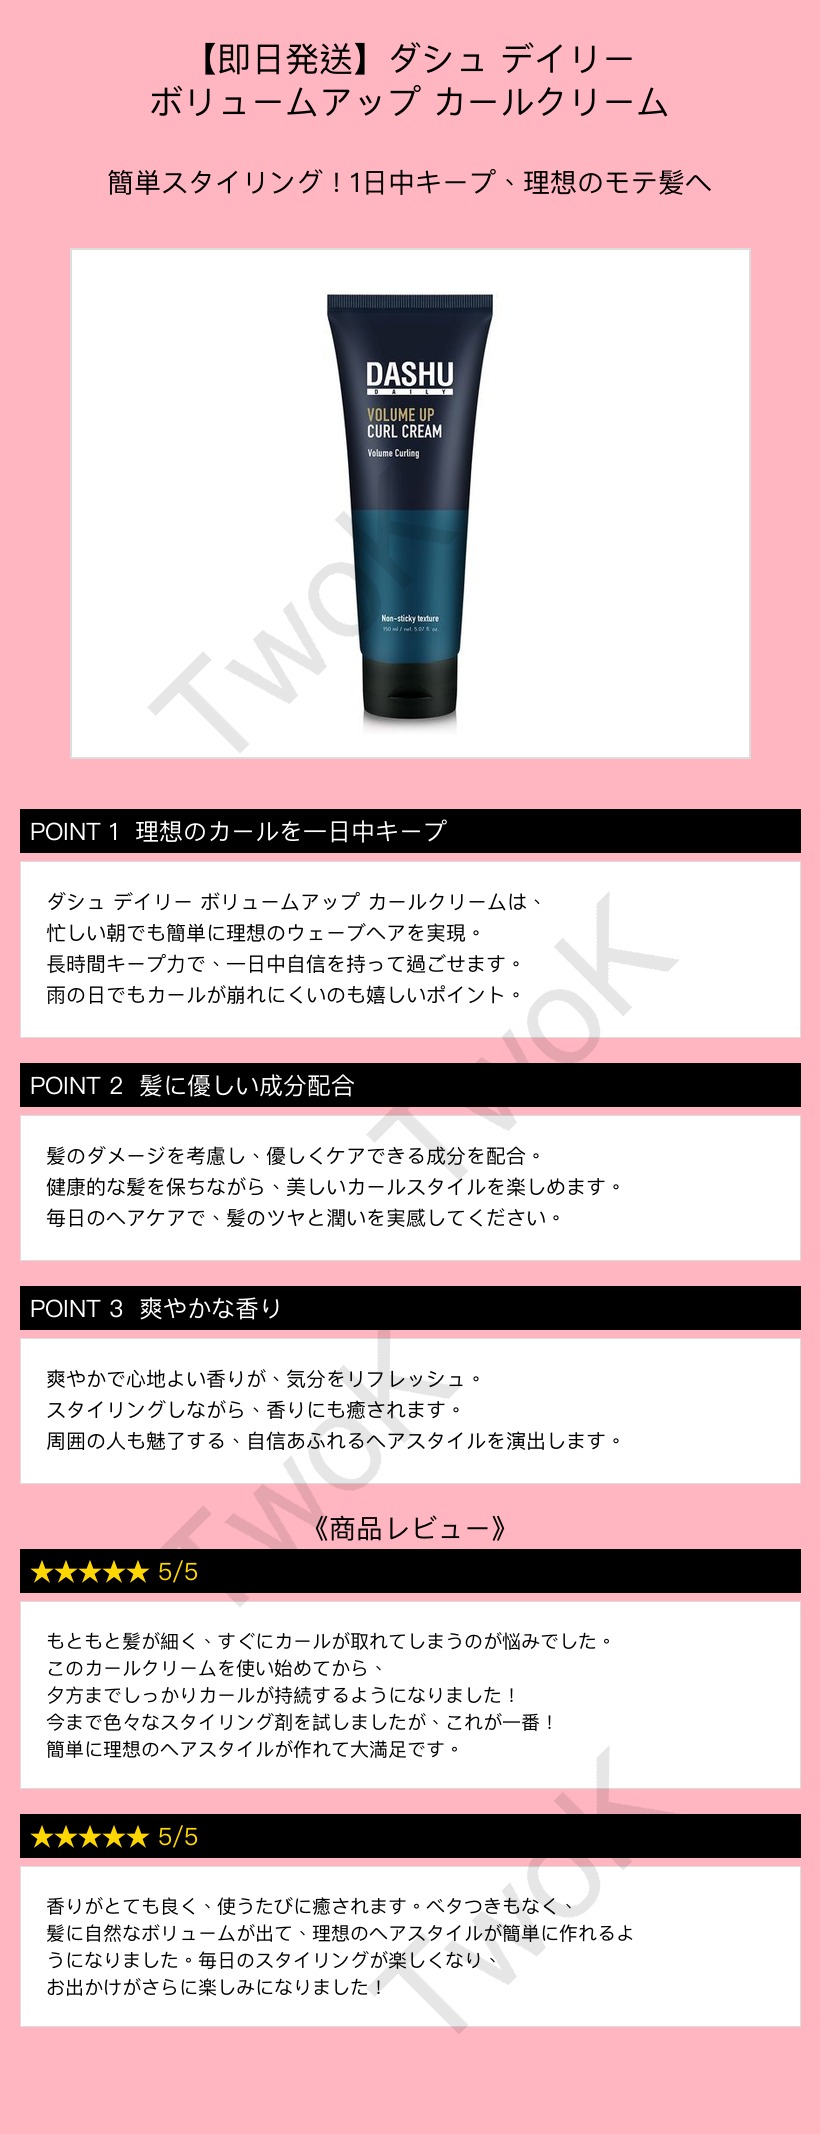 【即日発送】ダシュ デイリー
ボリュームアップ カールクリーム
簡単スタイリング！1日中キープ、理想のモテ髪へ
DASHU
DAILY
VOLUME UP
CURL CREAM
Volume Curling
Non-sticky texture
150 ml / net. 5.07 fl. oz.
TwoK
POINT 1 理想のカールを一日中キープ
ダシュ デイリー ボリュームアップ カールクリームは、
忙しい朝でも簡単に理想のウェーブヘアを実現。
長時間キープ力で、一日中自信を持って過ごせます。
雨の日でもカールが崩れにくいのも嬉しいポイント。
TwoK
POINT 2 髪に優しい成分配合
髪のダメージを考慮し、優しくケアできる成分を配合。
健康的な髪を保ちながら、美しいカールスタイルを楽しめます。
毎日のヘアケアで、髪のツヤと潤いを実感してください。
POINT 3 爽やかな香り
爽やかで心地よい香りが、気分をリフレッシュ。
スタイリングしながら、香りにも癒されます。
周囲の人も魅了する、自信あふれるヘアスタイルを演出します。
TwoK
《商品レビュー》
★★★★★ 5/5
もともと髪が細く、すぐにカールが取れてしまうのが悩みでした。
このカールクリームを使い始めてから、
夕方までしっかりカールが持続するようになりました！
今まで色々なスタイリング剤を試しましたが、これが一番！
簡単に理想のヘアスタイルが作れて大満足です。
★★★★★ 5/5
香りがとても良く、使うたびに癒されます。ベタつきもなく、
髪に自然なボリュームが出て、理想のヘアスタイルが簡単に作れるよ
うになりました。毎日のスタイリングが楽しくなり、
お出かけがさらに楽しみになりました！
TwoK